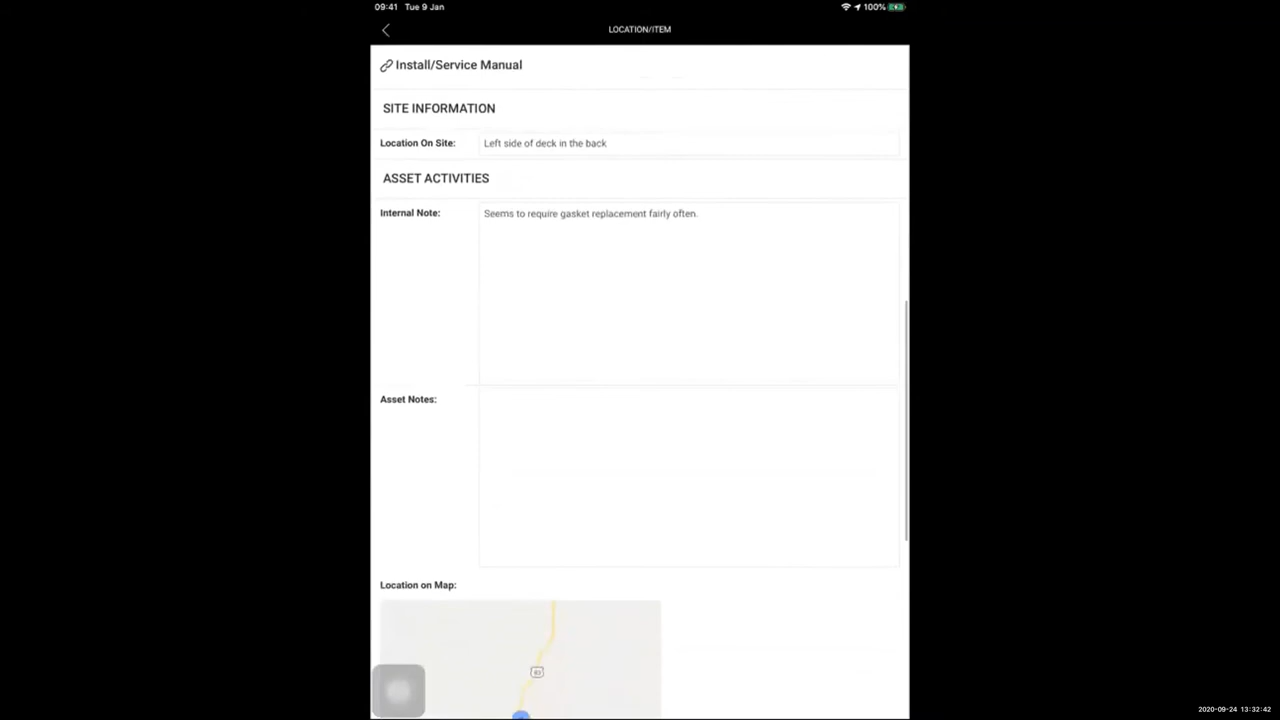 09:41 Tue 9 Jan 100%
LOCATION/ITEM
Install/Service Manual
SITE INFORMATION
Location On Site: Left side of deck in the back
ASSET ACTIVITIES
Internal Note: Seems to require gasket replacement fairly often.
Asset Notes:
Location on Map:
2020-09-24 13:32:42